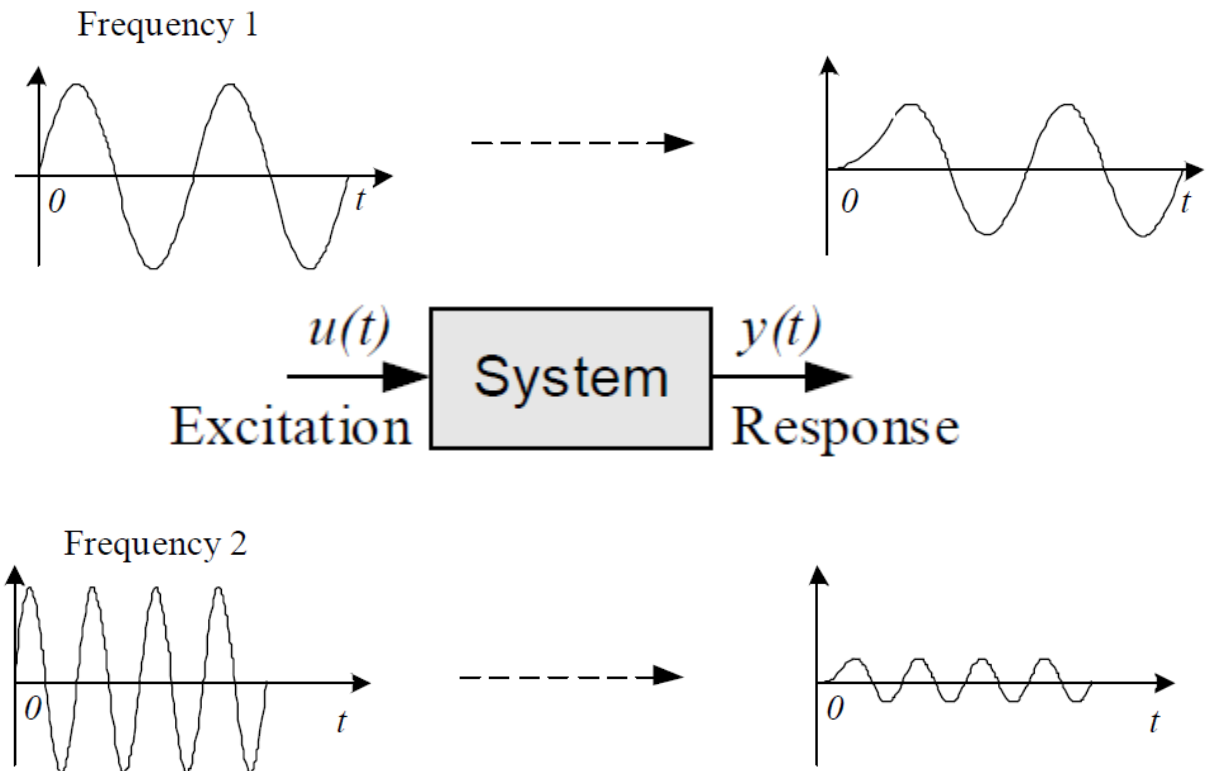 Frequency 1
0 t
0 t
u(t) y(t)
System
Excitation Response
Frequency 2
0 t
0 t